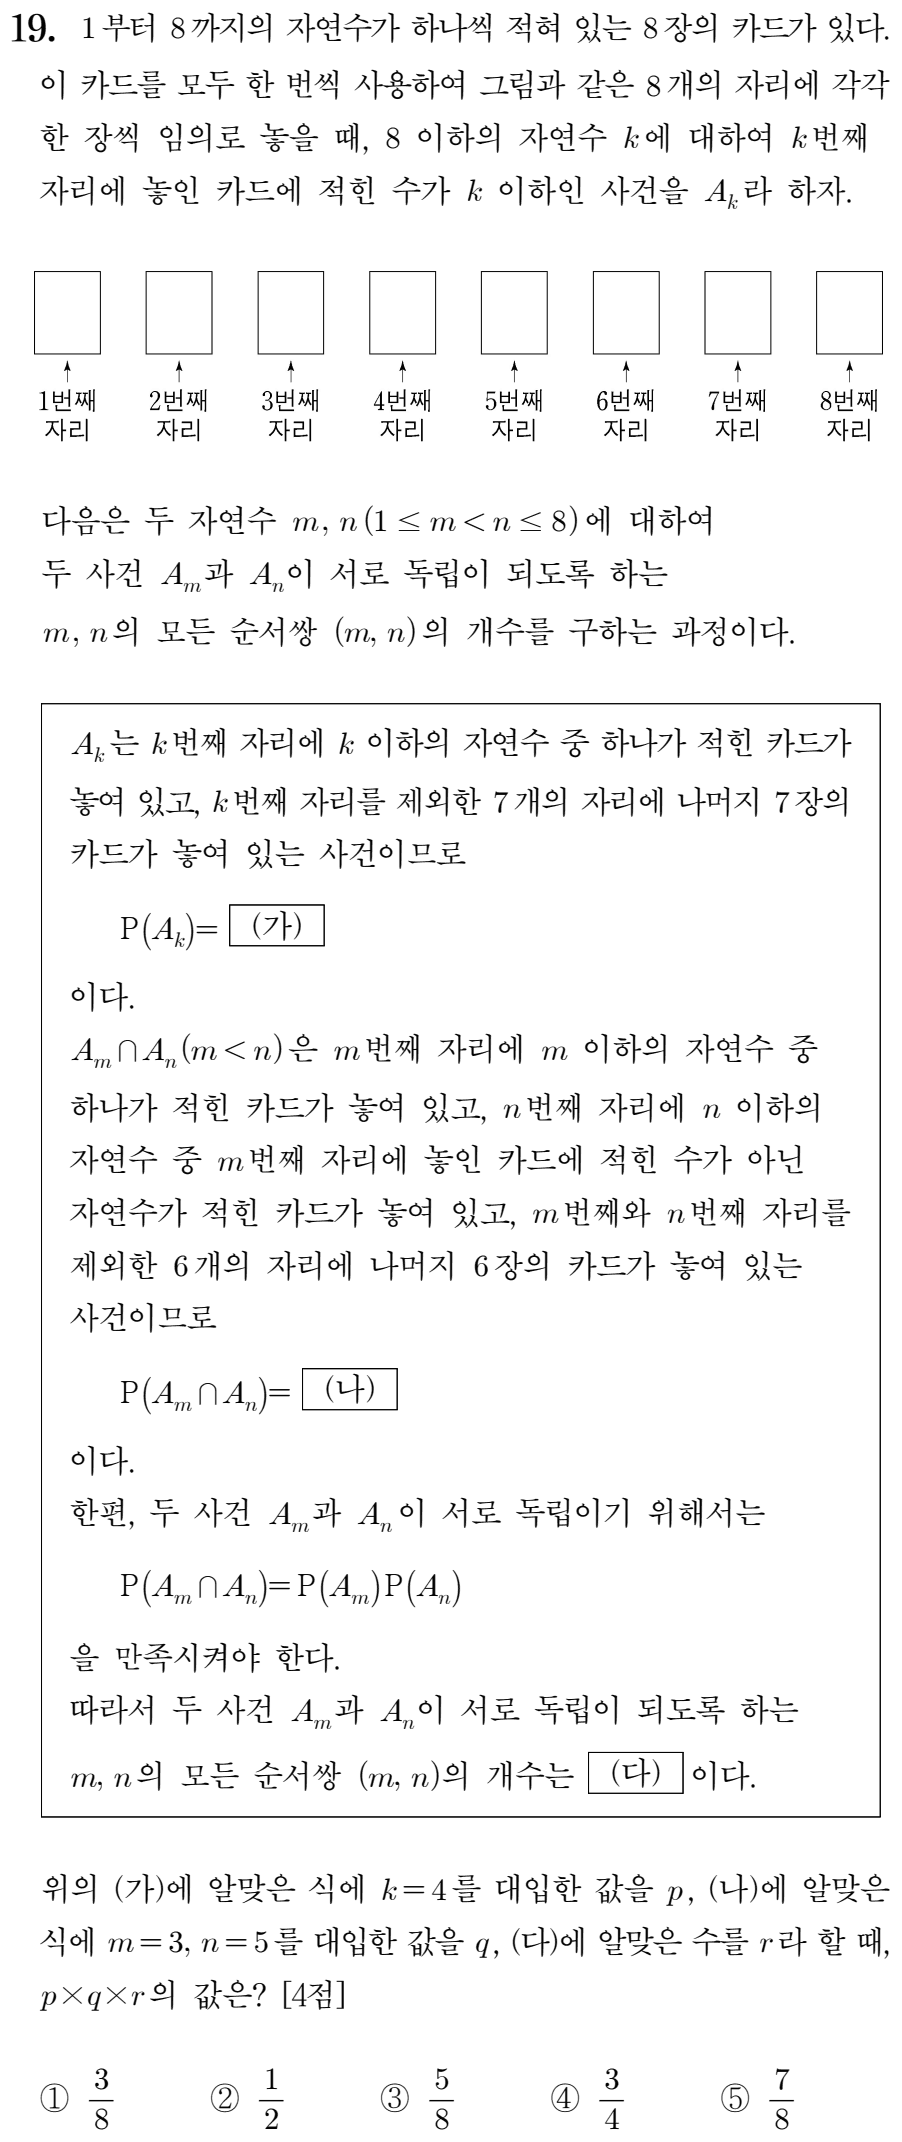 19. 1부터 8까지의 자연수가 하나씩 적혀 있는 8장의 카드가 있다.
이 카드를 모두 한 번씩 사용하여 그림과 같은 8개의 자리에 각각
한 장씩 임의로 놓을 때, 8 이하의 자연수 k에 대하여 k번째
자리에 놓인 카드에 적힌 수가 k 이하인 사건을 A_k라 하자.
1번째 2번째 3번째 4번째 5번째 6번째 7번째 8번째
자리 자리 자리 자리 자리 자리 자리 자리
다음은 두 자연수 m, n(1 ≤ m < n ≤ 8)에 대하여
두 사건 A_m과 A_n이 서로 독립이 되도록 하는
m, n의 모든 순서쌍 (m, n)의 개수를 구하는 과정이다.
A_k는 k번째 자리에 k 이하의 자연수 중 하나가 적힌 카드가
놓여 있고, k번째 자리를 제외한 7개의 자리에 나머지 7장의
카드가 놓여 있는 사건이므로
P(A_k)= (가)
이다.
A_m∩A_n(m < n)은 m번째 자리에 m 이하의 자연수 중
하나가 적힌 카드가 놓여 있고, n번째 자리에 n 이하의
자연수 중 m번째 자리에 놓인 카드에 적힌 수가 아닌
자연수가 적힌 카드가 놓여 있고, m번째와 n번째 자리를
제외한 6개의 자리에 나머지 6장의 카드가 놓여 있는
사건이므로
P(A_m∩A_n)= (나)
이다.
한편, 두 사건 A_m과 A_n이 서로 독립이기 위해서는
P(A_m∩A_n)=P(A_m)P(A_n)
을 만족시켜야 한다.
따라서 두 사건 A_m과 A_n이 서로 독립이 되도록 하는
m, n의 모든 순서쌍 (m, n)의 개수는 (다) 이다.
위의 (가)에 알맞은 식에 k=4를 대입한 값을 p, (나)에 알맞은
식에 m=3, n=5를 대입한 값을 q, (다)에 알맞은 수를 r라 할 때,
p×q×r의 값은? [4점]
① 3/8 ② 1/2 ③ 5/8 ④ 3/4 ⑤ 7/8